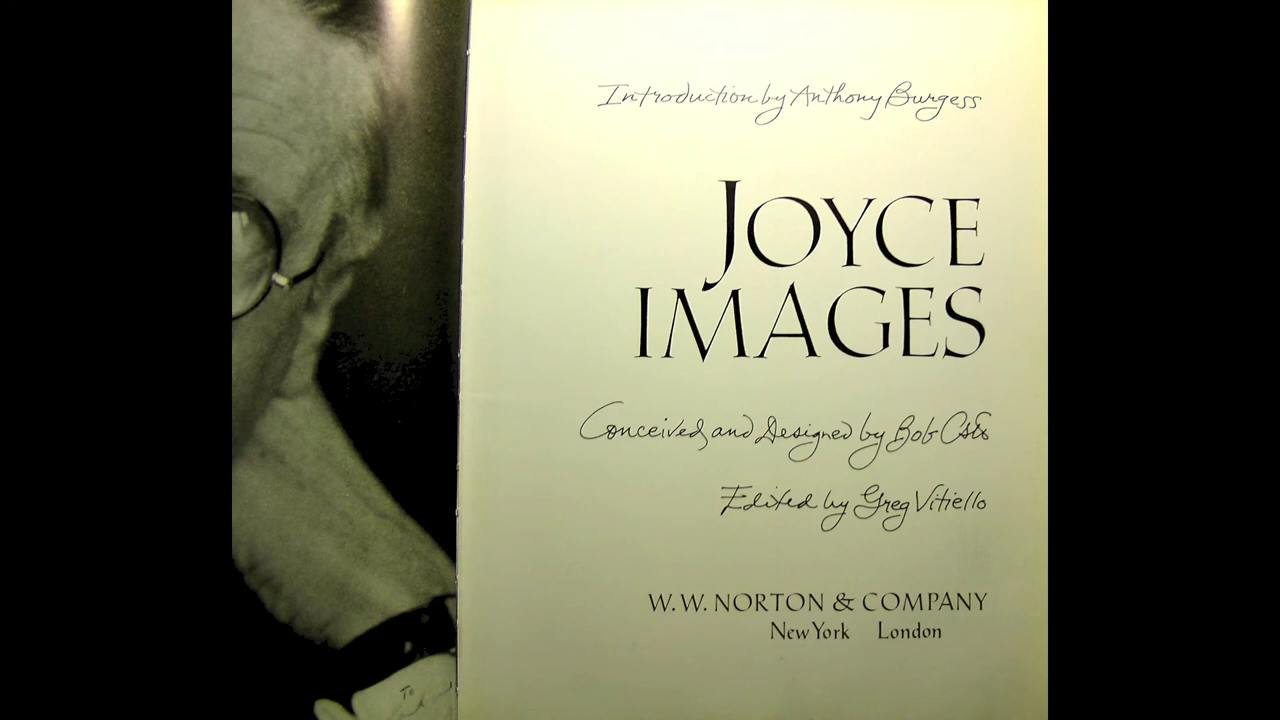 Introduction by Anthony Burgess
JOYCE
IMAGES
Conceived and Designed by Bob Cato
Edited by Greg Vitiello
W. W. NORTON & COMPANY
New York London
To